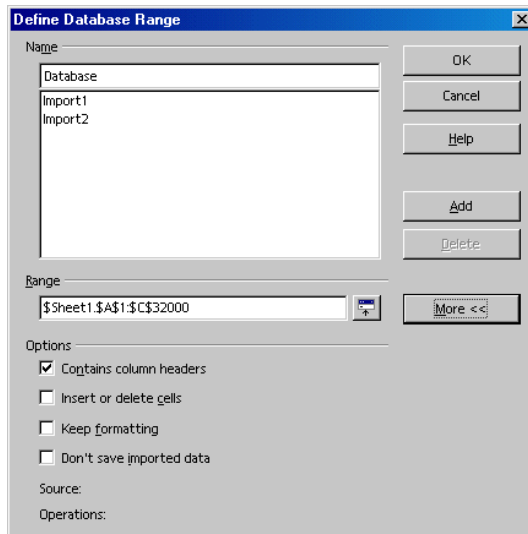 Define Database Range
Name
Database
Import1
Import2
OK
Cancel
Help
Add
Delete
Range
$Sheet1.$A$1:$C$32000
More <<
Options
Contains column headers
Insert or delete cells
Keep formatting
Don't save imported data
Source:
Operations: